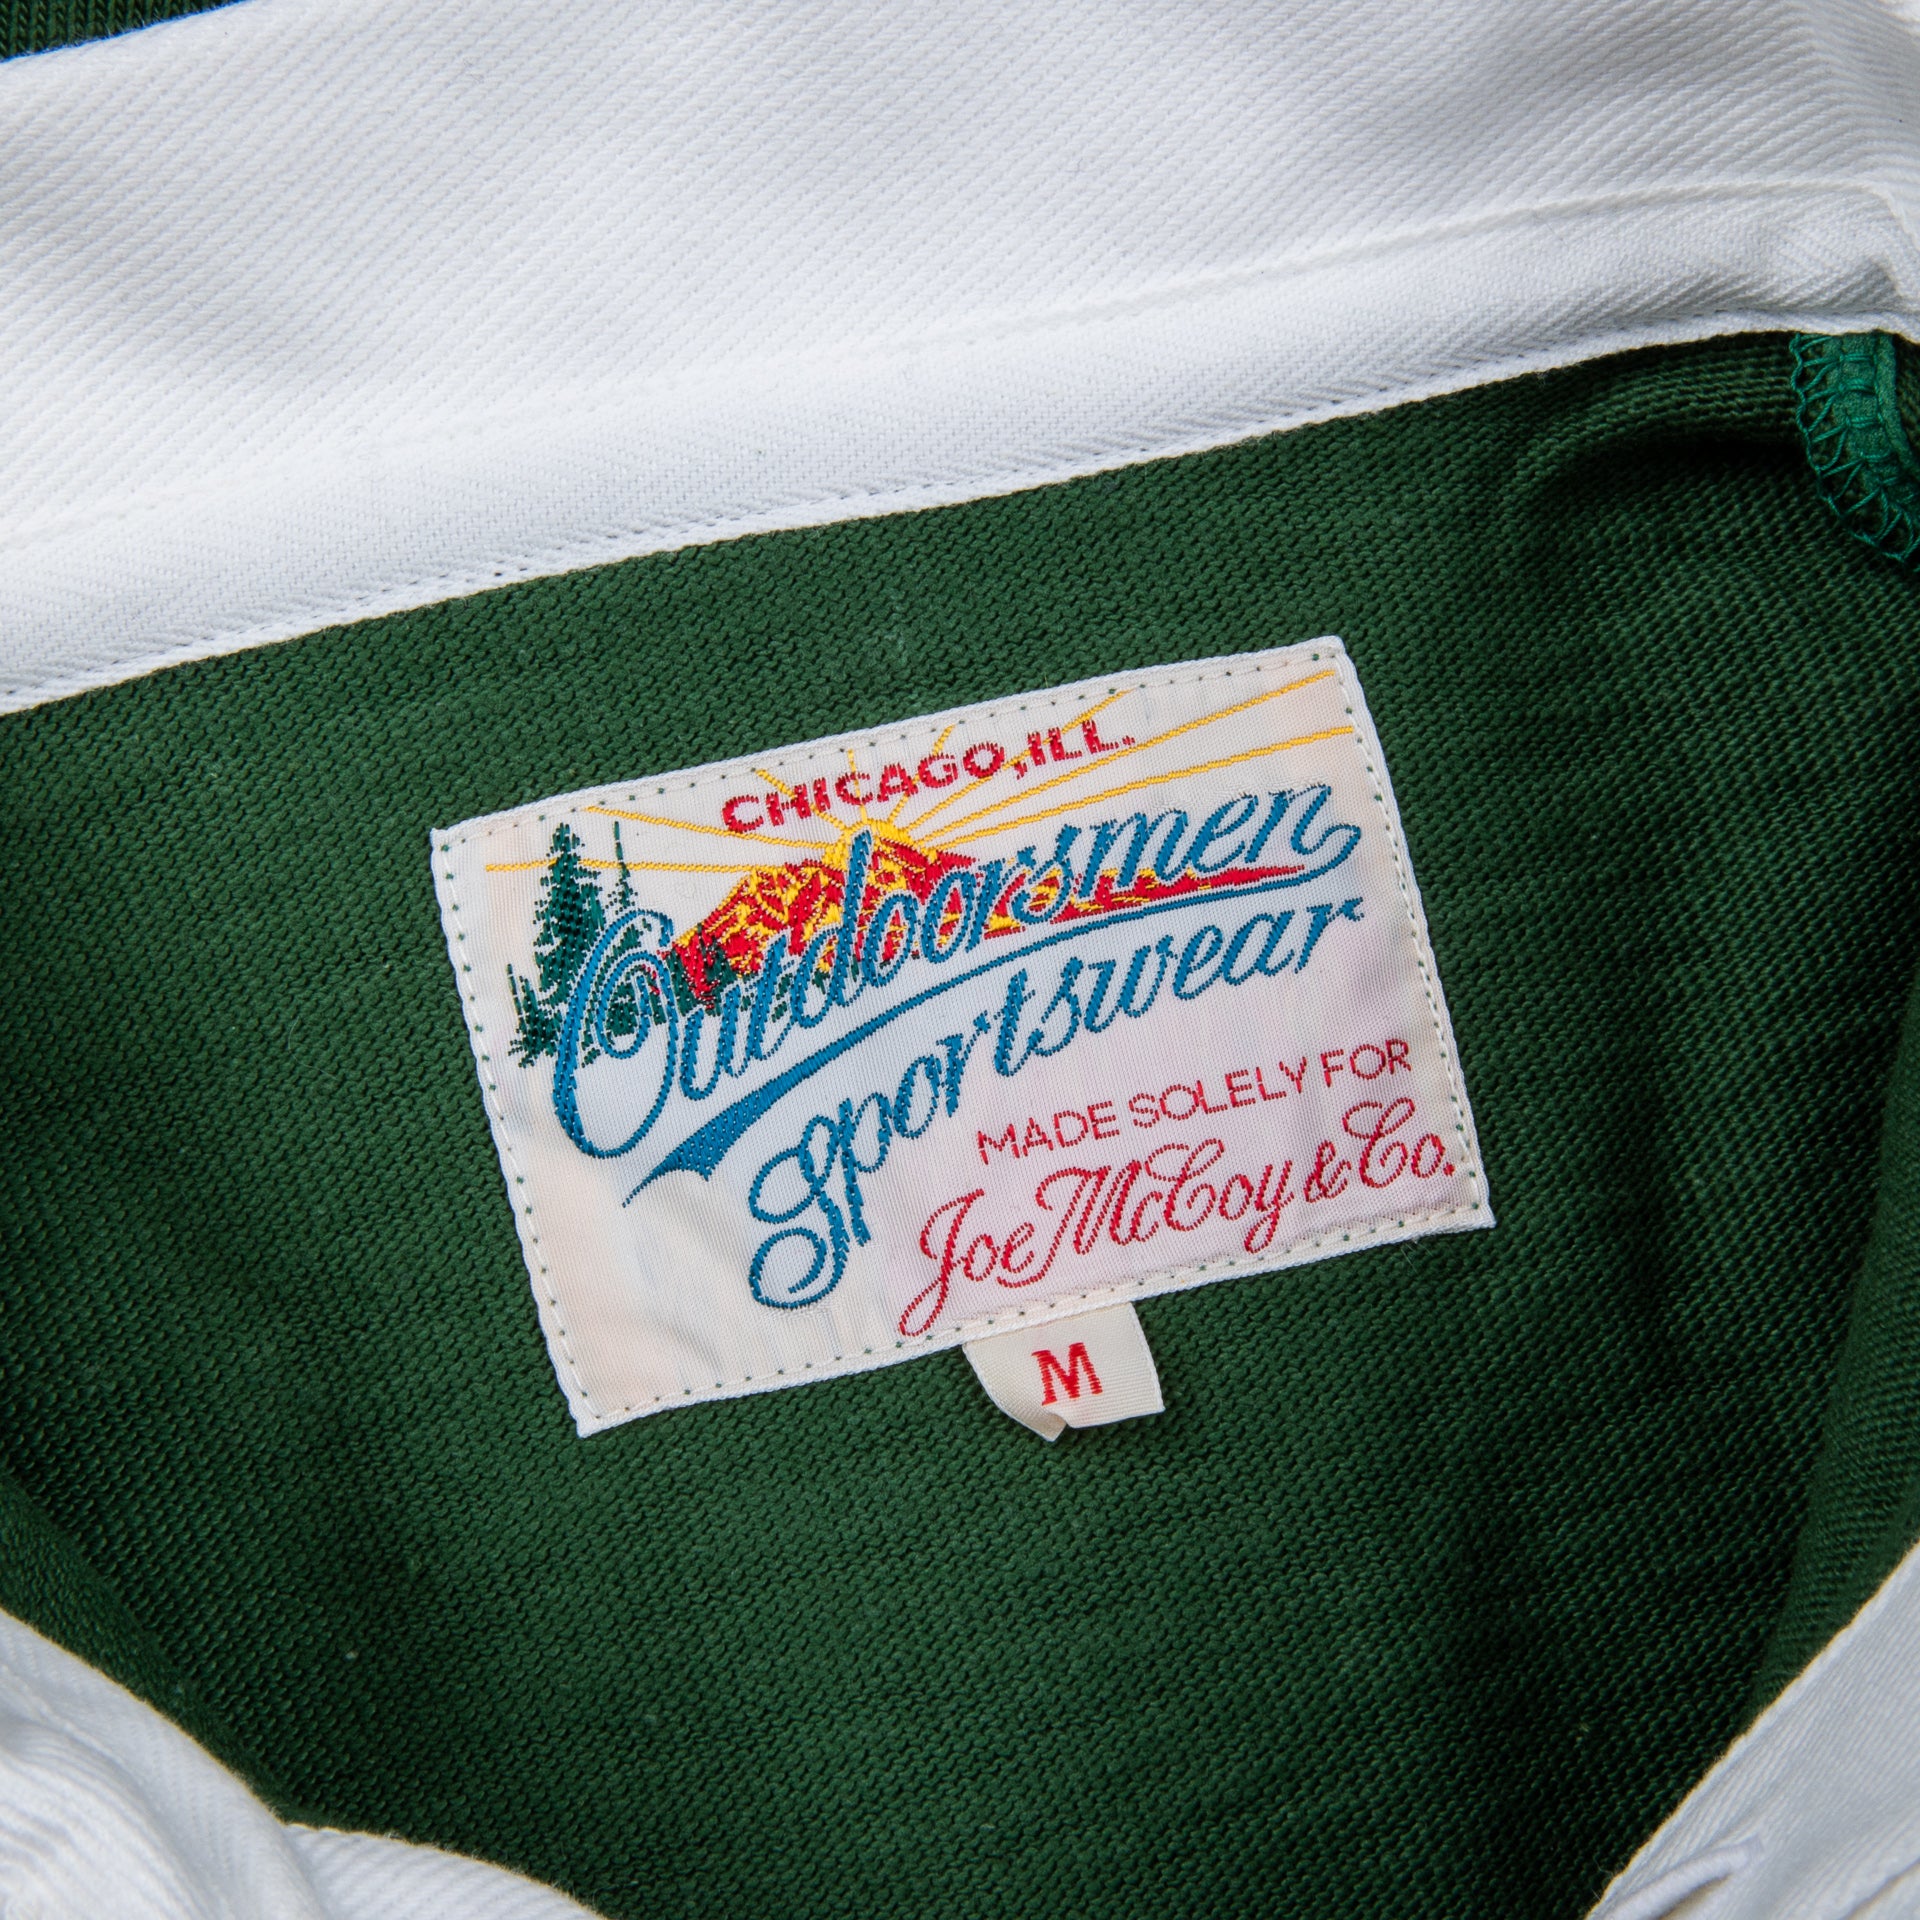 CHICAGO, ILL.
Outdoorsmen
Sportswear
MADE SOLELY FOR
Joe McCoy & Co.
M